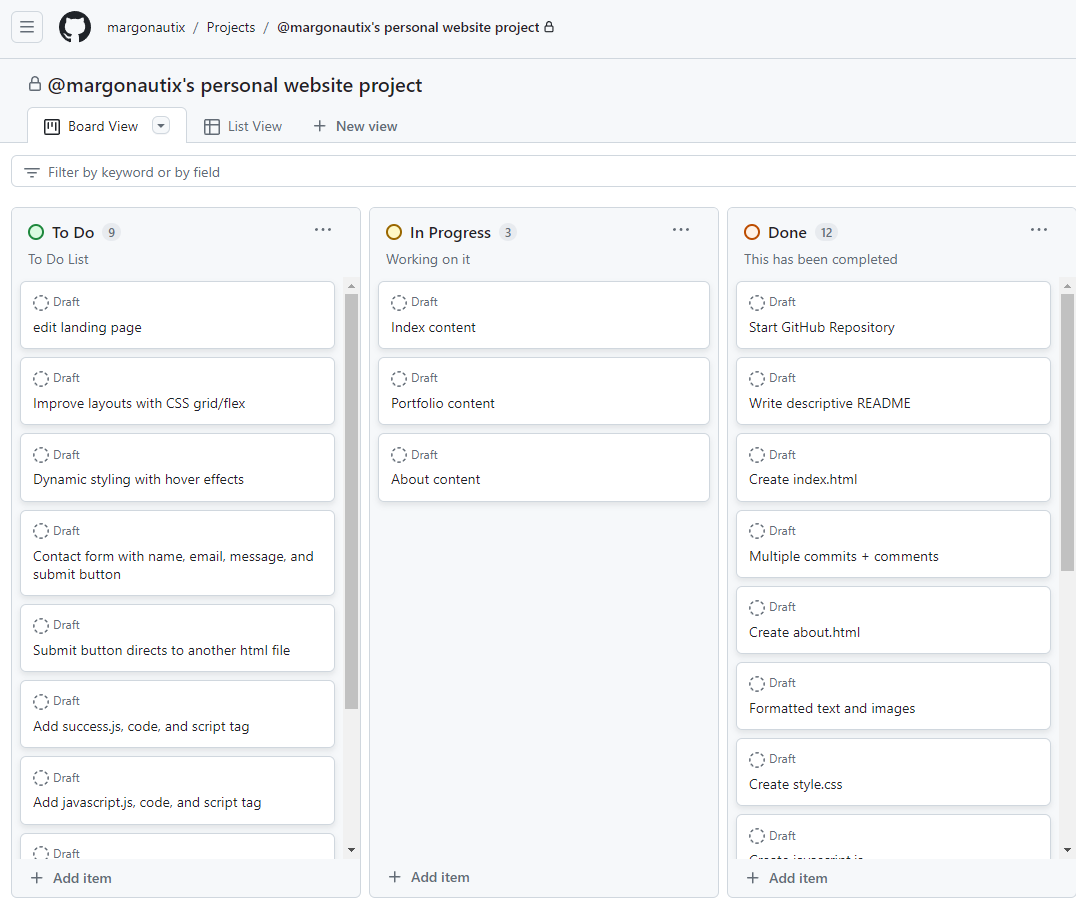 margonautix / Projects / @margonautix's personal website project
@margonautix's personal website project
Board View
List View
New view
Filter by keyword or by field
To Do 9
To Do List
Draft
edit landing page
Draft
Improve layouts with CSS grid/flex
Draft
Dynamic styling with hover effects
Draft
Contact form with name, email, message, and
submit button
Draft
Submit button directs to another html file
Draft
Add success.js, code, and script tag
Draft
Add javascript.js, code, and script tag
Draft
Add item
In Progress 3
Working on it
Draft
Index content
Draft
Portfolio content
Draft
About content
Add item
Done 12
This has been completed
Draft
Start GitHub Repository
Draft
Write descriptive README
Draft
Create index.html
Draft
Multiple commits + comments
Draft
Create about.html
Draft
Formatted text and images
Draft
Create style.css
Draft
Create javascript.js
Add item